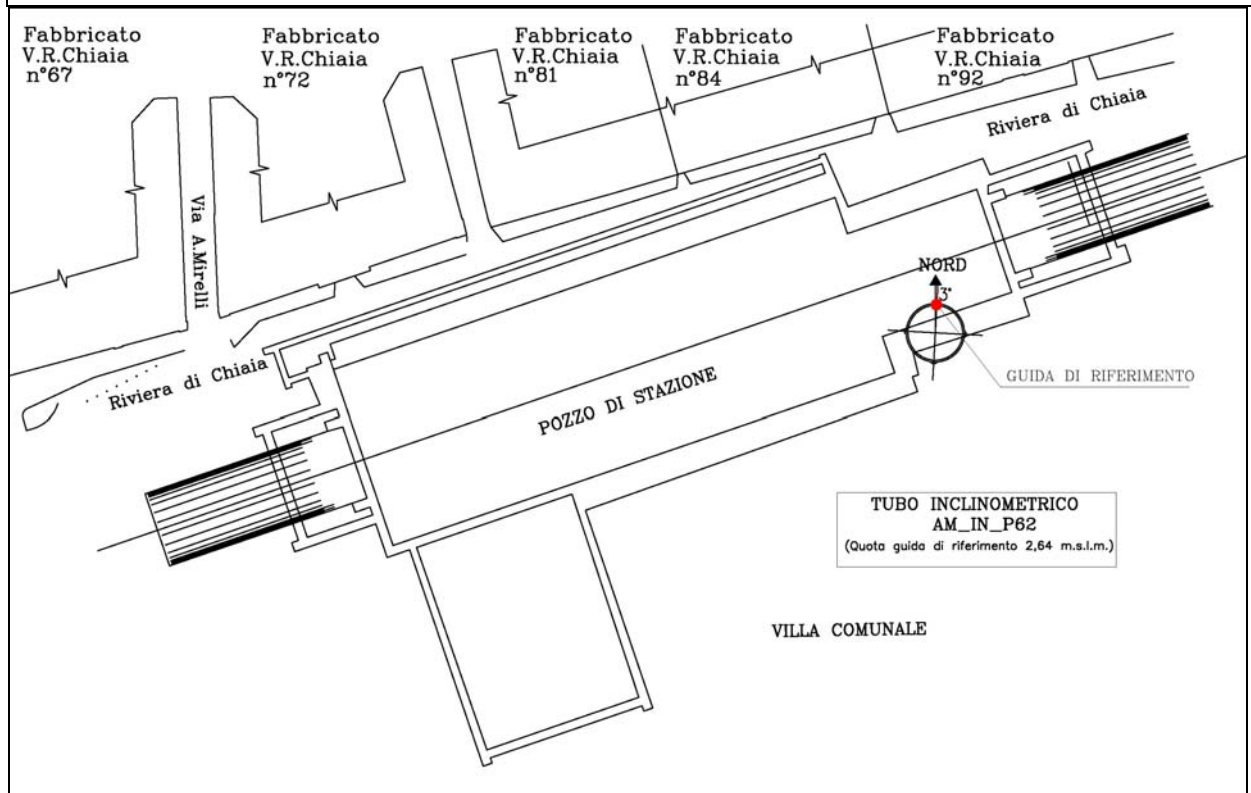 Fabbricato
V.R.Chiaia
n°67
Fabbricato
V.R.Chiaia
n°72
Fabbricato
V.R.Chiaia
n°81
Fabbricato
V.R.Chiaia
n°84
Fabbricato
V.R.Chiaia
n°92
Riviera di Chiaia
Via A.Mirelli
NORD
3°
Riviera di Chiaia
GUIDA DI RIFERIMENTO
POZZO DI STAZIONE
TUBO INCLINOMETRICO
AM_IN_P62
(Quota guida di riferimento 2,64 m.s.l.m.)
VILLA COMUNALE